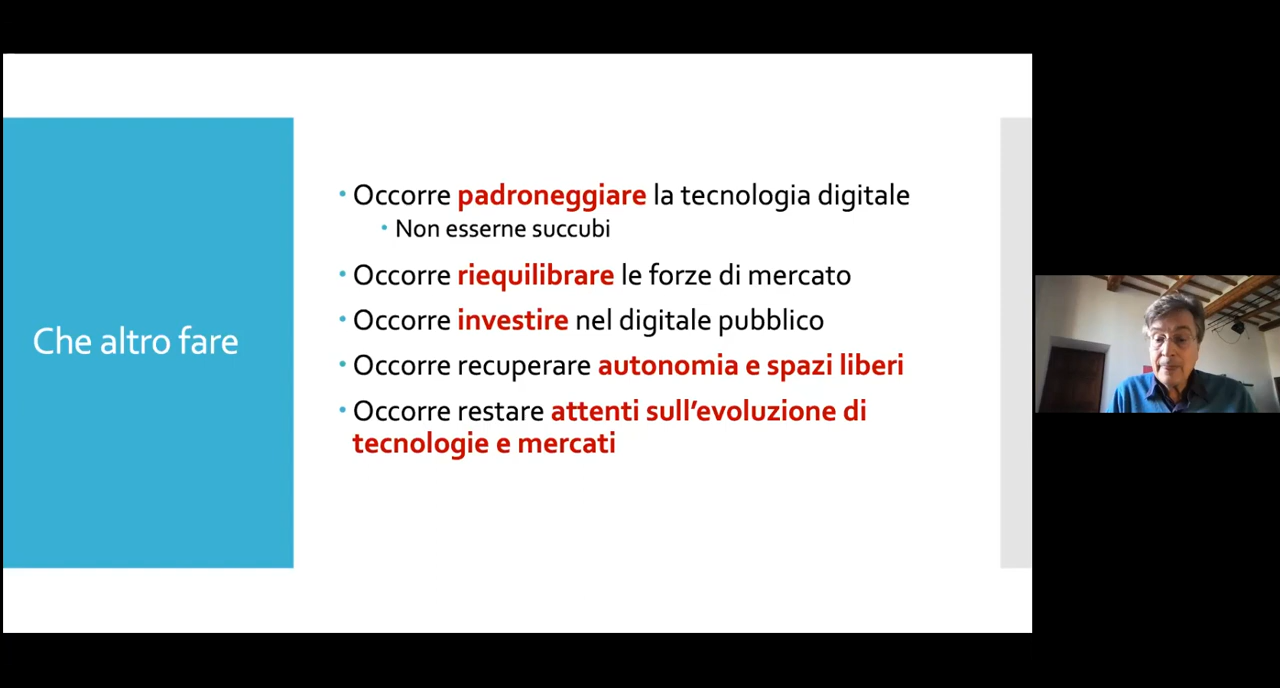 Che altro fare
• Occorre padroneggiare la tecnologia digitale
• Non esserne succubi
• Occorre riequilibrare le forze di mercato
• Occorre investire nel digitale pubblico
• Occorre recuperare autonomia e spazi liberi
• Occorre restare attenti sull’evoluzione di
tecnologie e mercati